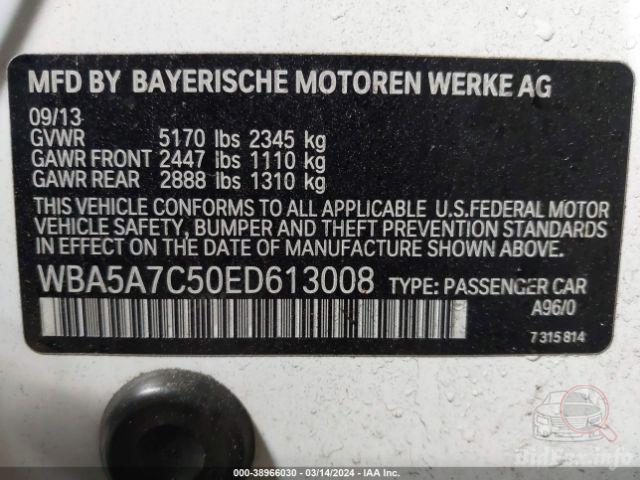 MFD BY BAYERISCHE MOTOREN WERKE AG
09/13
GVWR 5170 lbs 2345 kg
GAWR FRONT 2447 lbs 1110 kg
GAWR REAR 2888 lbs 1310 kg
THIS VEHICLE CONFORMS TO ALL APPLICABLE U.S.FEDERAL MOTOR
VEHICLE SAFETY, BUMPER AND THEFT PREVENTION STANDARDS
IN EFFECT ON THE DATE OF MANUFACTURE SHOWN ABOVE.
WBA5A7C50ED613008 TYPE: PASSENGER CAR
A96/0
7 315 814
BidFax.info
000-38966030 - 03/14/2024 - IAA Inc.